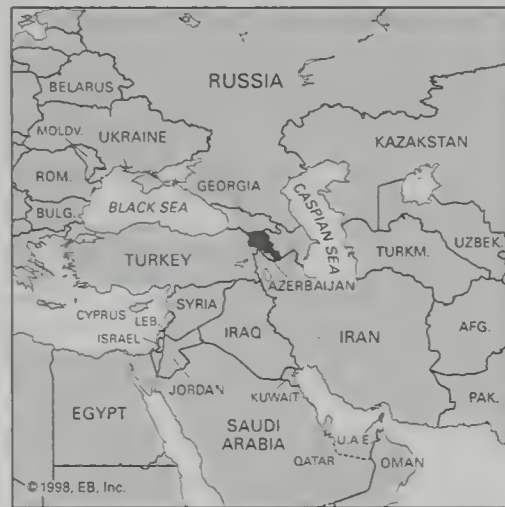 RUSSIA
BELARUS
MOLDV.
UKRAINE
KAZAKSTAN
ROM.
GEORGIA
CASPIAN SEA
BULG.
BLACK SEA
TURKEY
TURKM.
UZBEK.
AZERBAIJAN
CYPRUS
SYRIA
LEB.
ISRAEL
IRAQ
IRAN
AFG.
JORDAN
KUWAIT
PAK.
EGYPT
SAUDI
ARABIA
U.A.E.
QATAR
OMAN
©1998, EB, Inc.